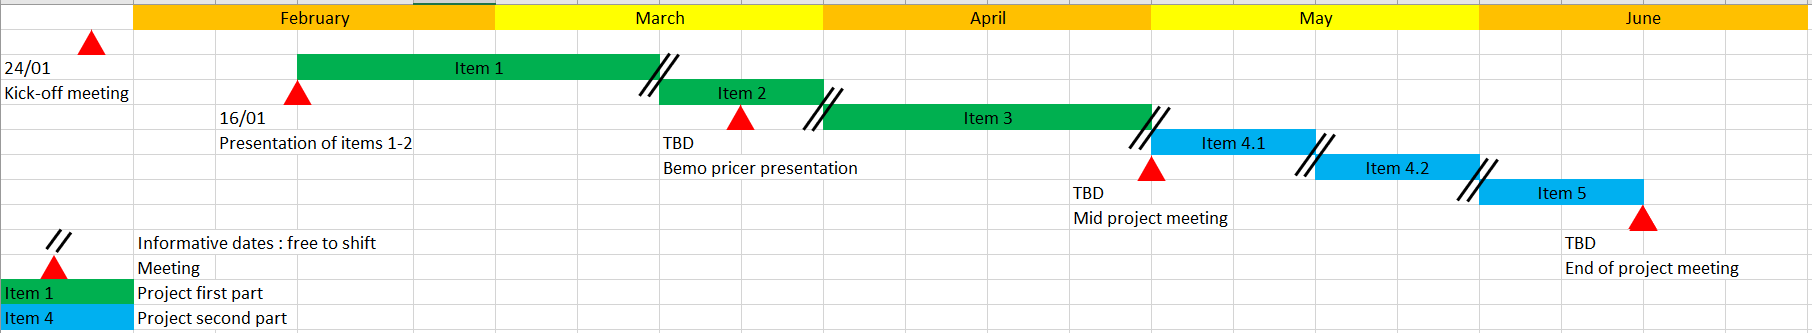 February March April May June
Item 1
24/01
Kick-off meeting
Item 2
16/01
Item 3
Presentation of items 1-2
TBD
Item 4.1
Bemo pricer presentation
Item 4.2
TBD
Item 5
Mid project meeting
Informative dates : free to shift
TBD
Meeting
End of project meeting
Item 1 Project first part
Item 4 Project second part